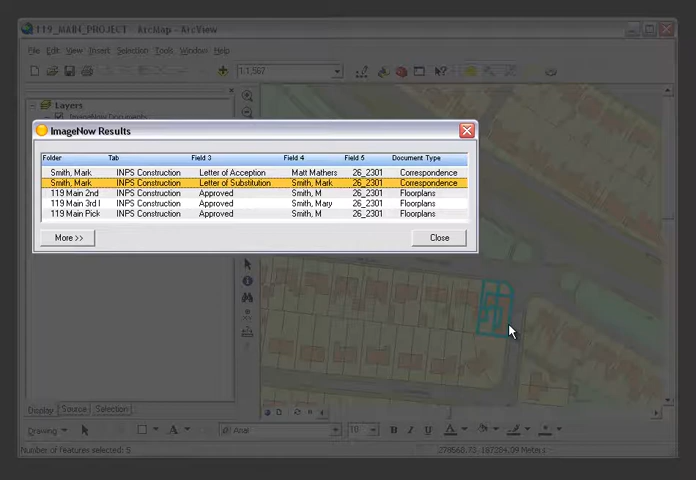 119_MAIN_PROJECT - ArcMap - ArcView
File Edit View Insert Selection Tools Window Help
1:1,567
Layers
ImageNowDocuments
ImageNow Results
Folder Tab Field 3 Field 4 Field 5 Document Type
Smith, Mark INPS Construction Letter of Acception Matt Mathers 26_2301 Correspondence
Smith, Mark INPS Construction Letter of Substitution Smith, Mark 26_2301 Correspondence
119 Main 2nd INPS Construction Approved Smith, M 26_2301 Floorplans
119 Main 3rd I INPS Construction Approved Smith, Mary 26_2301 Floorplans
119 Main Pick INPS Construction Approved Smith, M 26_2301 Floorplans
More >> Close
Display Source Selection
Drawing A Arial 10 B I U A
Number of features selected: 5